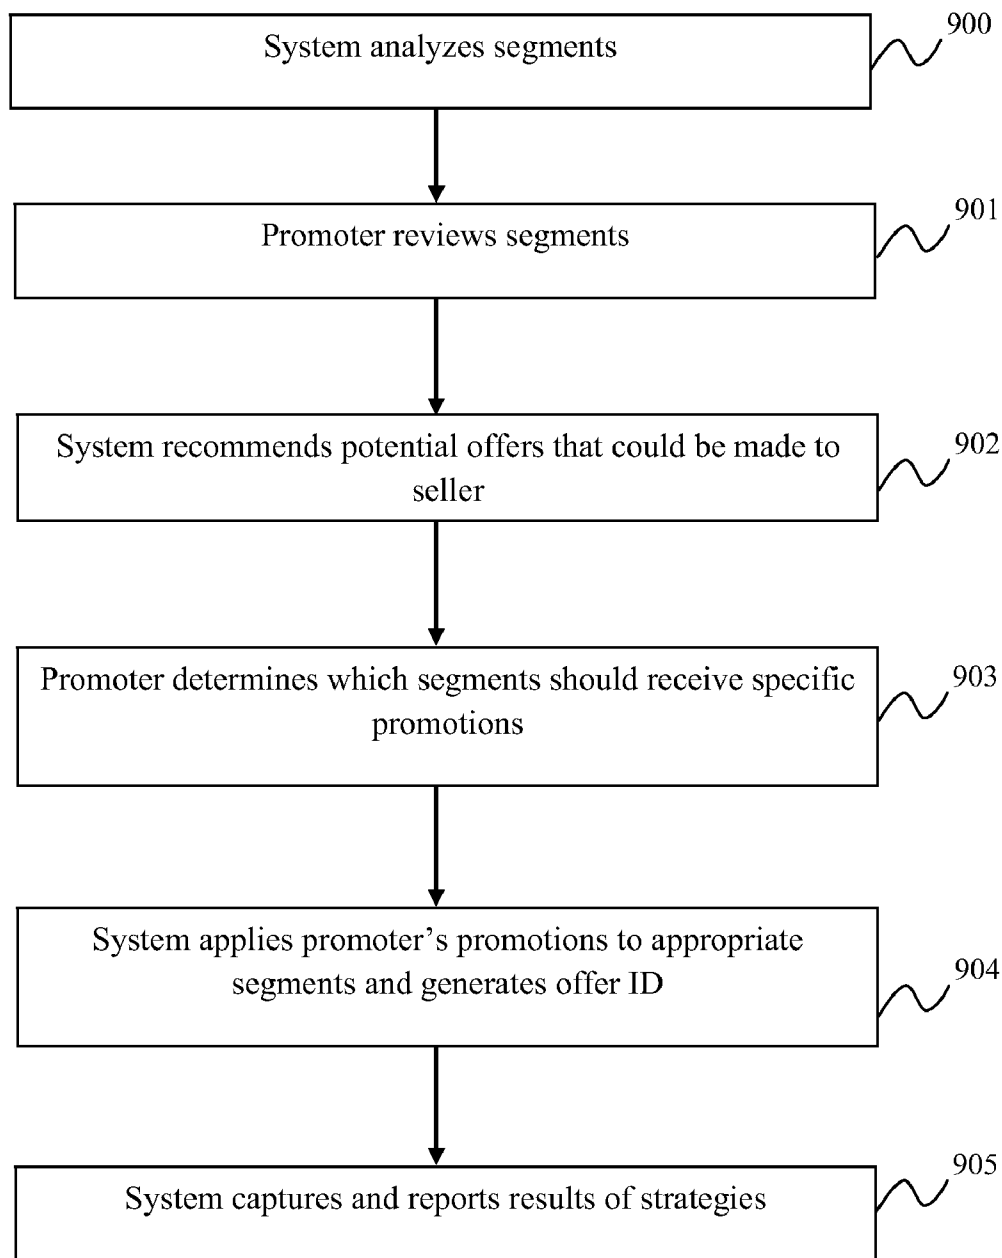 System analyzes segments
900
Promoter reviews segments
901
System recommends potential offers that could be made to
seller
902
Promoter determines which segments should receive specific
promotions
903
System applies promoter’s promotions to appropriate
segments and generates offer ID
904
System captures and reports results of strategies
905